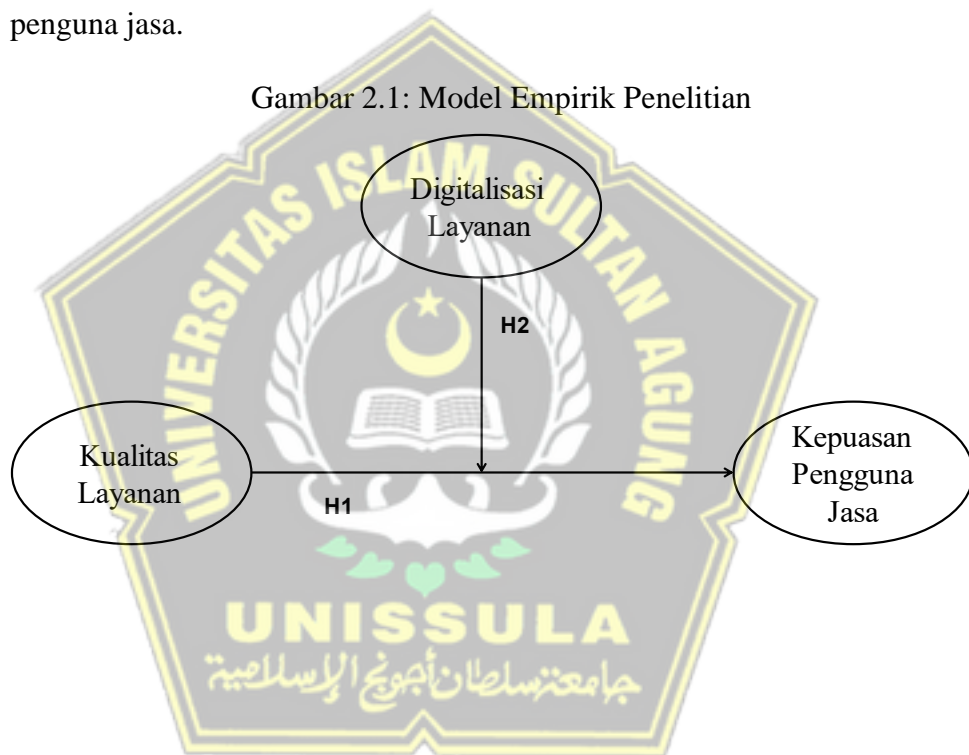 penguna jasa.
Gambar 2.1: Model Empirik Penelitian
UNIVERSITAS ISLAM SULTAN AGUNG
Digitalisasi
Layanan
H2
Kualitas
Layanan
Kepuasan
Pengguna
Jasa
H1
UNISSULA
جامعة سلطان أجونج الإسلامية